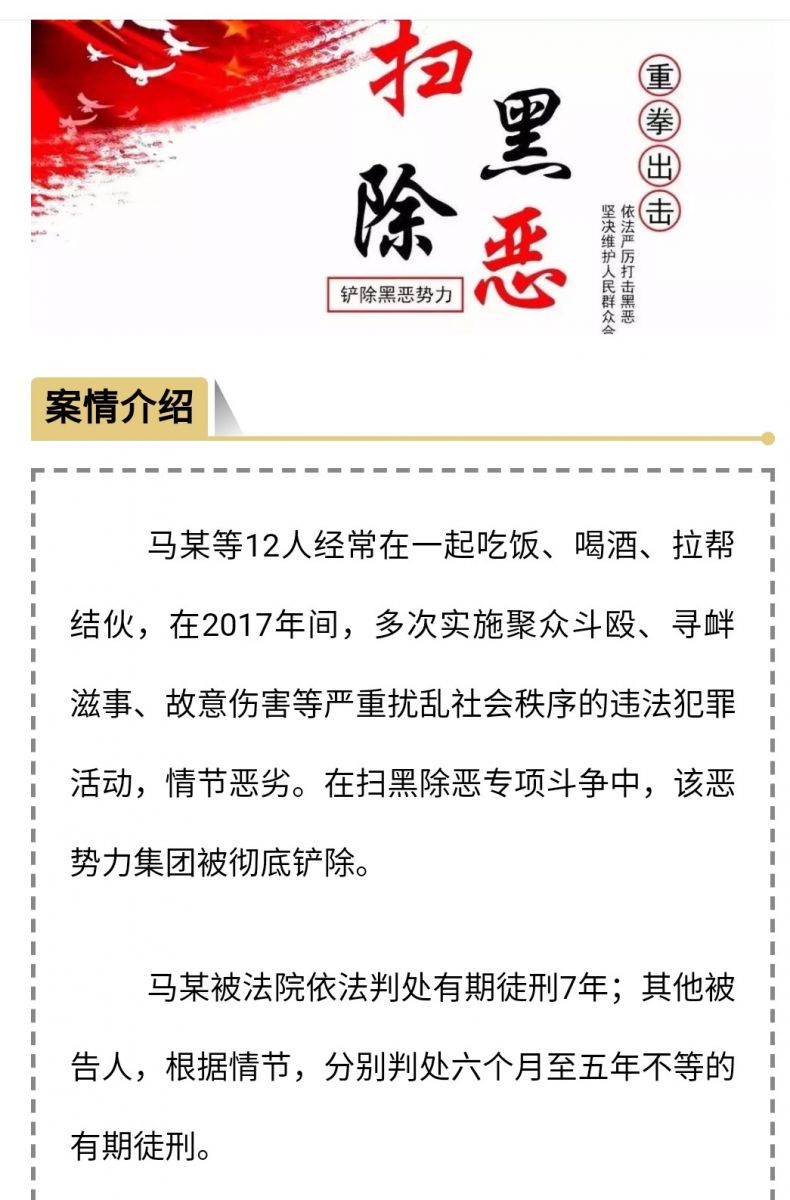 扫黑
除恶
铲除黑恶势力
重拳出击
依法严厉打击黑恶
坚决维护人民群众合
案情介绍
马某等12人经常在一起吃饭、喝酒、拉帮
结伙，在2017年间，多次实施聚众斗殴、寻衅
滋事、故意伤害等严重扰乱社会秩序的违法犯罪
活动，情节恶劣。在扫黑除恶专项斗争中，该恶
势力集团被彻底铲除。
马某被法院依法判处有期徒刑7年；其他被
告人，根据情节，分别判处六个月至五年不等的
有期徒刑。